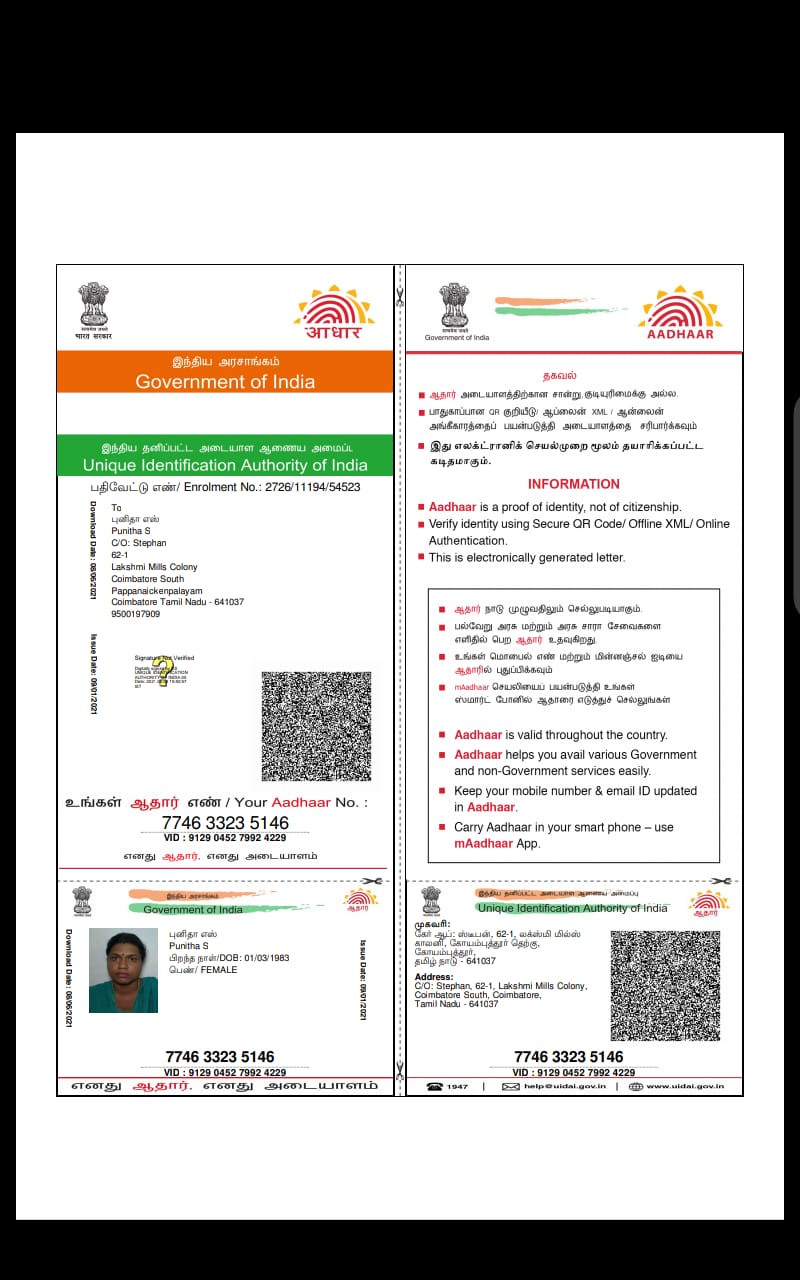 सत्यमेव जयते
भारत सरकार
आधार
இந்திய அரசாங்கம்
Government of India
இந்திய தனிப்பட்ட அடையாள ஆணைய அமைப்பு
Unique Identification Authority of India
பதிவேட்டு எண்/ Enrolment No.: 2726/11194/54523
Download Date: 08/06/2021
To
புனிதா எஸ்
Punitha S
C/O: Stephan
62-1
Lakshmi Mills Colony
Coimbatore South
Pappanaickenpalayam
Coimbatore Tamil Nadu - 641037
9500197909
Issue Date: 09/01/2021
Signature Not Verified
உங்கள் ஆதார் எண் / Your Aadhaar No. :
7746 3323 5146
VID : 9129 0452 7992 4229
எனது ஆதார், எனது அடையாளம்
Government of India
AADHAAR
தகவல்
ஆதார் அடையாளத்திற்கான சான்று, குடியுரிமைக்கு அல்ல.
பாதுகாப்பான QR குறியீடு/ ஆப்லைன் XML / ஆன்லைன்
அங்கீகாரத்தைப் பயன்படுத்தி அடையாளத்தை சரிபார்க்கவும்
இது எலக்ட்ரானிக் செயல்முறை மூலம் தயாரிக்கப்பட்ட
கடிதமாகும்.
INFORMATION
Aadhaar is a proof of identity, not of citizenship.
Verify identity using Secure QR Code/ Offline XML/ Online
Authentication.
This is electronically generated letter.
ஆதார் நாடு முழுவதிலும் செல்லுபடியாகும்.
பல்வேறு அரசு மற்றும் அரசு சாரா சேவைகளை
எளிதில் பெற ஆதார் உதவுகிறது.
உங்கள் மொபைல் எண் மற்றும் மின்னஞ்சல் ஐடியை
ஆதாரில் புதுப்பிக்கவும்
mAadhaar செயலியைப் பயன்படுத்தி உங்கள்
ஸ்மார்ட் போனில் ஆதாரை எடுத்துச் செல்லுங்கள்
Aadhaar is valid throughout the country.
Aadhaar helps you avail various Government
and non-Government services easily.
Keep your mobile number & email ID updated
in Aadhaar.
Carry Aadhaar in your smart phone – use
mAadhaar App.
இந்திய அரசாங்கம்
Government of India
ஆதார்
Download Date: 08/06/2021
புனிதா எஸ்
Punitha S
பிறந்த நாள்/DOB: 01/03/1983
பெண்/ FEMALE
Issue Date: 09/01/2021
7746 3323 5146
VID : 9129 0452 7992 4229
எனது ஆதார், எனது அடையாளம்
இந்திய தனிப்பட்ட அடையாள ஆணைய அமைப்பு
Unique Identification Authority of India
ஆதார்
முகவரி:
கேர் ஆப்: ஸ்டீபன், 62-1, லக்ஸ்மி மில்ஸ்
காலனி, கோயம்புத்தூர் தெற்கு,
கோயம்புத்தூர்,
தமிழ் நாடு - 641037
Address:
C/O: Stephan, 62-1, Lakshmi Mills Colony,
Coimbatore South, Coimbatore,
Tamil Nadu - 641037
7746 3323 5146
VID : 9129 0452 7992 4229
1947 | help@uidai.gov.in | www.uidai.gov.in